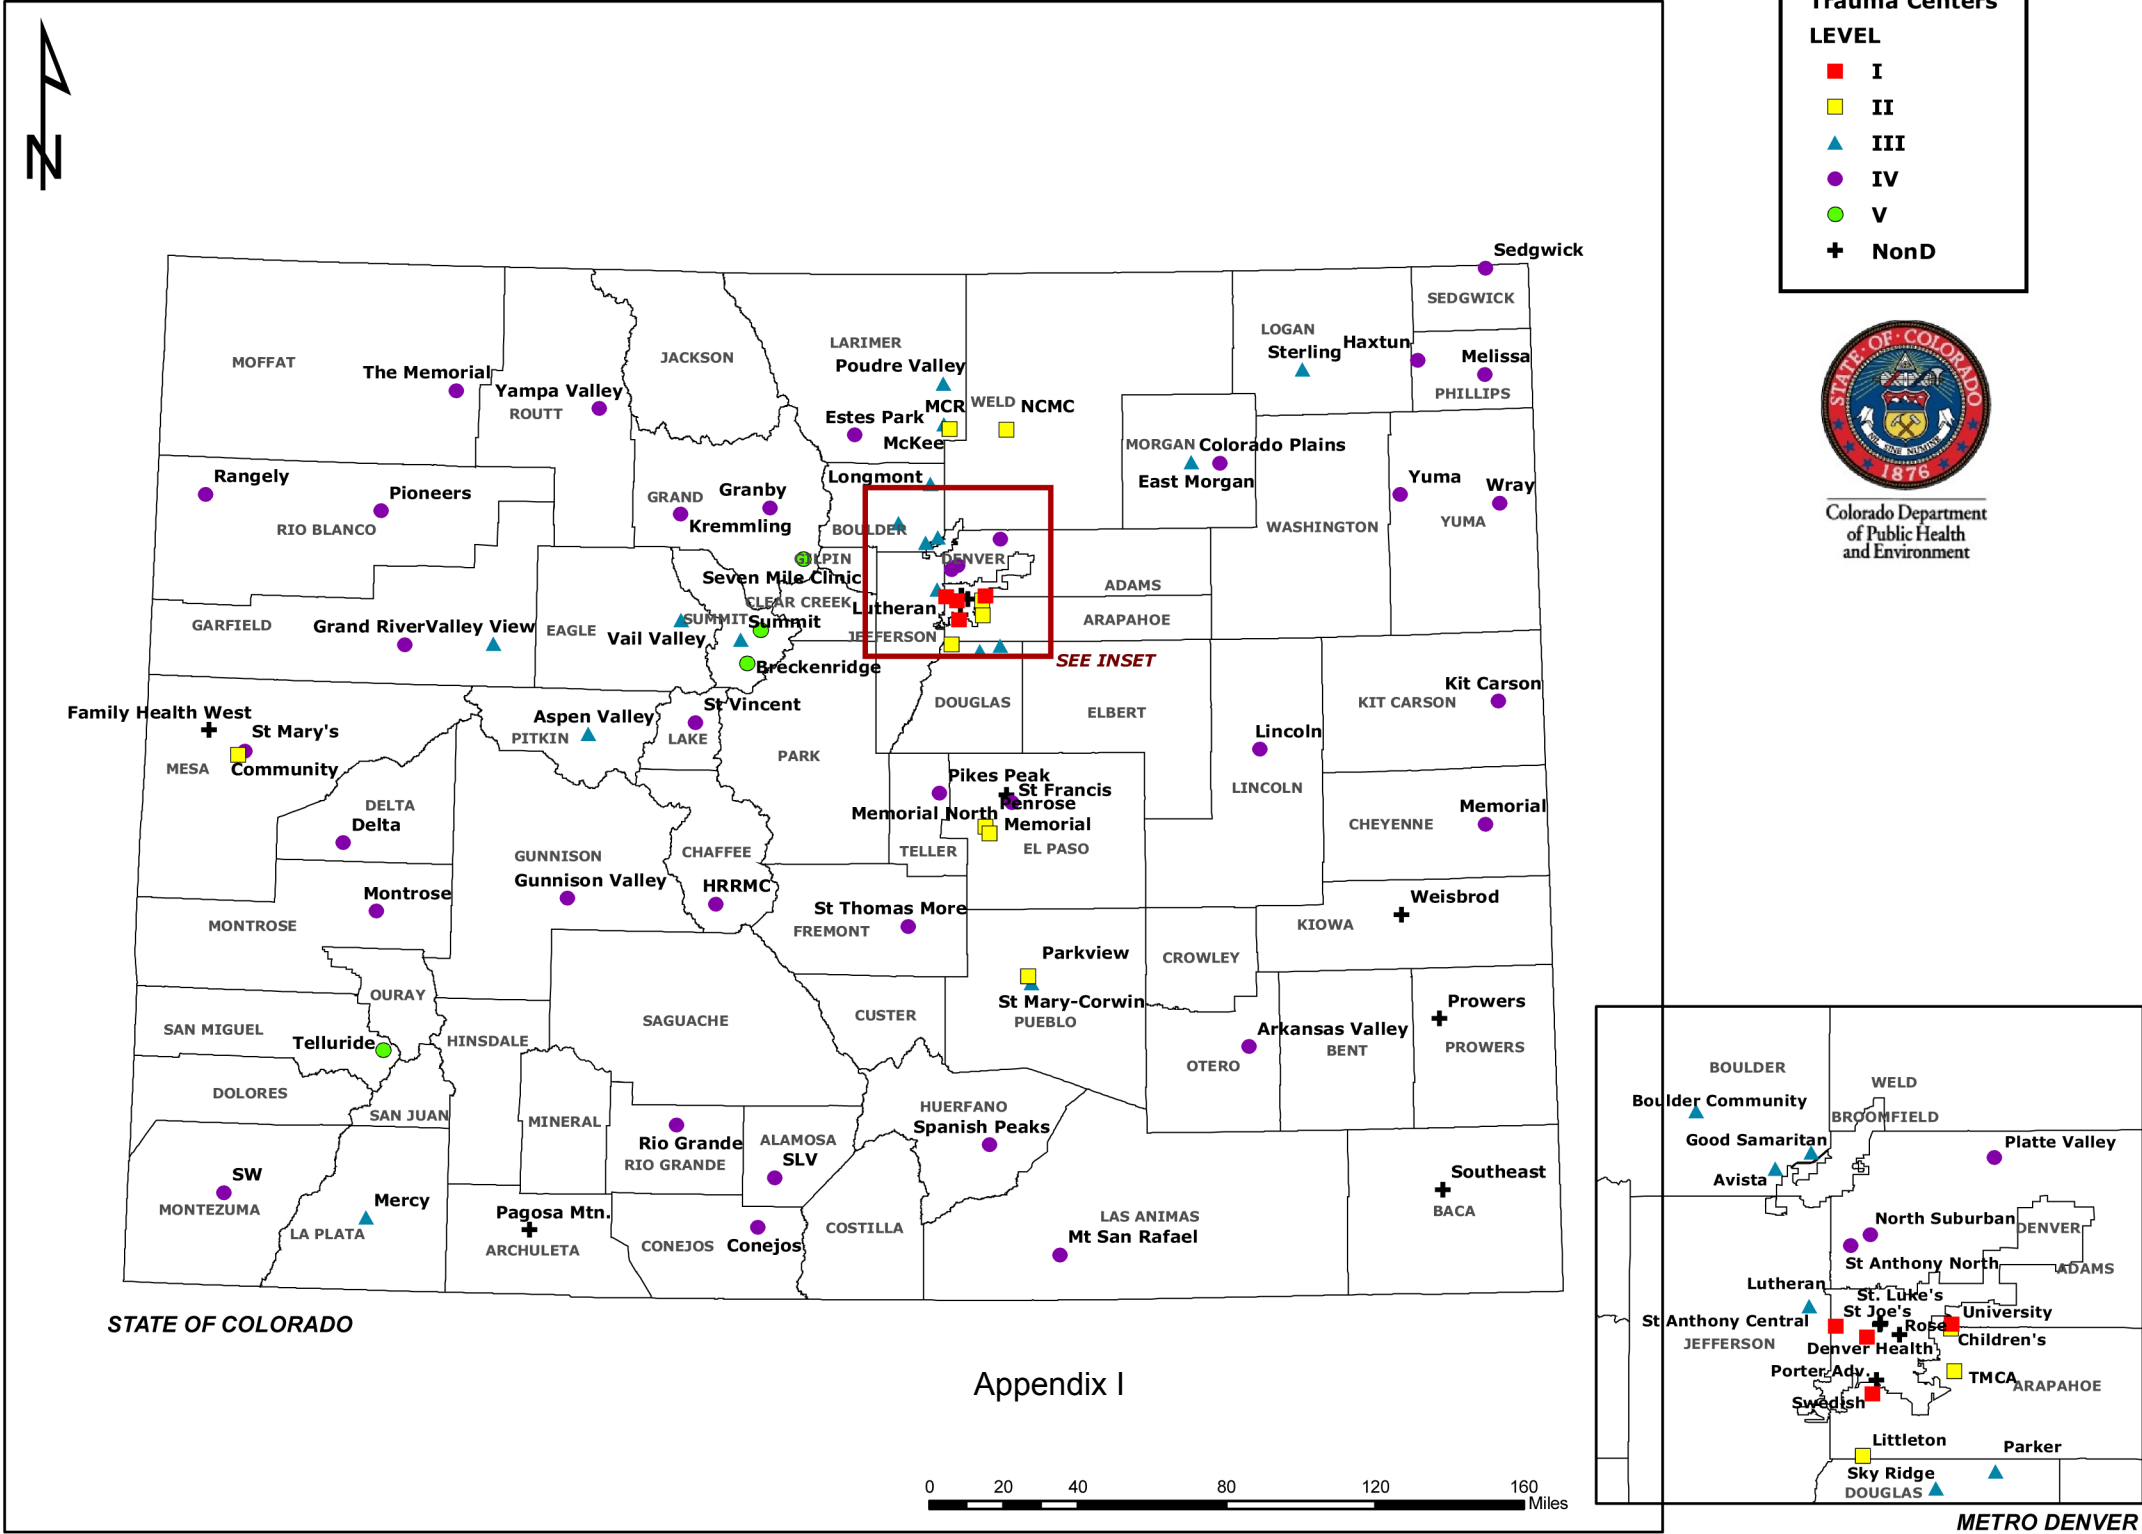 Trauma Centers
LEVEL
I
II
III
IV
V
NonD
N
STATE OF COLORADO
1876
NIL SINE NUMINE
Colorado Department
of Public Health
and Environment
Sedgwick
SEDGWICK
LOGAN
Haxtun
Sterling
Melissa
PHILLIPS
MOFFAT
The Memorial
Yampa Valley
ROUTT
JACKSON
LARIMER
Poudre Valley
MCR
WELD
NCMC
Estes Park
McKee
MORGAN
Colorado Plains
East Morgan
Rangely
Pioneers
RIO BLANCO
GRAND
Granby
Kremmling
Longmont
BOULDER
Yuma
Wray
YUMA
WASHINGTON
GILPIN
DENVER
Seven Mile Clinic
CLEAR CREEK
ADAMS
Lutheran
ARAPAHOE
GARFIELD
Grand River
Valley View
EAGLE
SUMMIT
Summit
Vail Valley
JEFFERSON
Breckenridge
SEE INSET
Family Health West
St Mary's
MESA
Community
Aspen Valley
PITKIN
St Vincent
LAKE
PARK
DOUGLAS
ELBERT
Lincoln
LINCOLN
Kit Carson
KIT CARSON
DELTA
Delta
Pikes Peak
St Francis
Penrose
Memorial North
Memorial
TELLER
EL PASO
Memorial
CHEYENNE
GUNNISON
Gunnison Valley
CHAFFEE
HRRMC
Montrose
MONTROSE
St Thomas More
FREMONT
Weisbrod
KIOWA
Parkview
CROWLEY
St Mary-Corwin
PUEBLO
OURAY
SAN MIGUEL
Telluride
HINSDALE
SAGUACHE
CUSTER
Arkansas Valley
OTERO
BENT
Prowers
PROWERS
DOLORES
SAN JUAN
MINERAL
Rio Grande
RIO GRANDE
ALAMOSA
SLV
HUERFANO
Spanish Peaks
SW
MONTEZUMA
Mercy
LA PLATA
Pagosa Mtn.
ARCHULETA
CONEJOS
Conejos
COSTILLA
LAS ANIMAS
Mt San Rafael
Southeast
BACA
STATE OF COLORADO
Appendix I
0 20 40 80 120 160
Miles
BOULDER
WELD
Boulder Community
BROOMFIELD
Good Samaritan
Platte Valley
Avista
North Suburban
DENVER
St Anthony North
ADAMS
Lutheran
St. Luke's
St Joe's
University
St Anthony Central
Rose
JEFFERSON
Children's
Denver Health
Porter Adv.
TMCA
ARAPAHOE
Swedish
Littleton
Parker
Sky Ridge
DOUGLAS
METRO DENVER